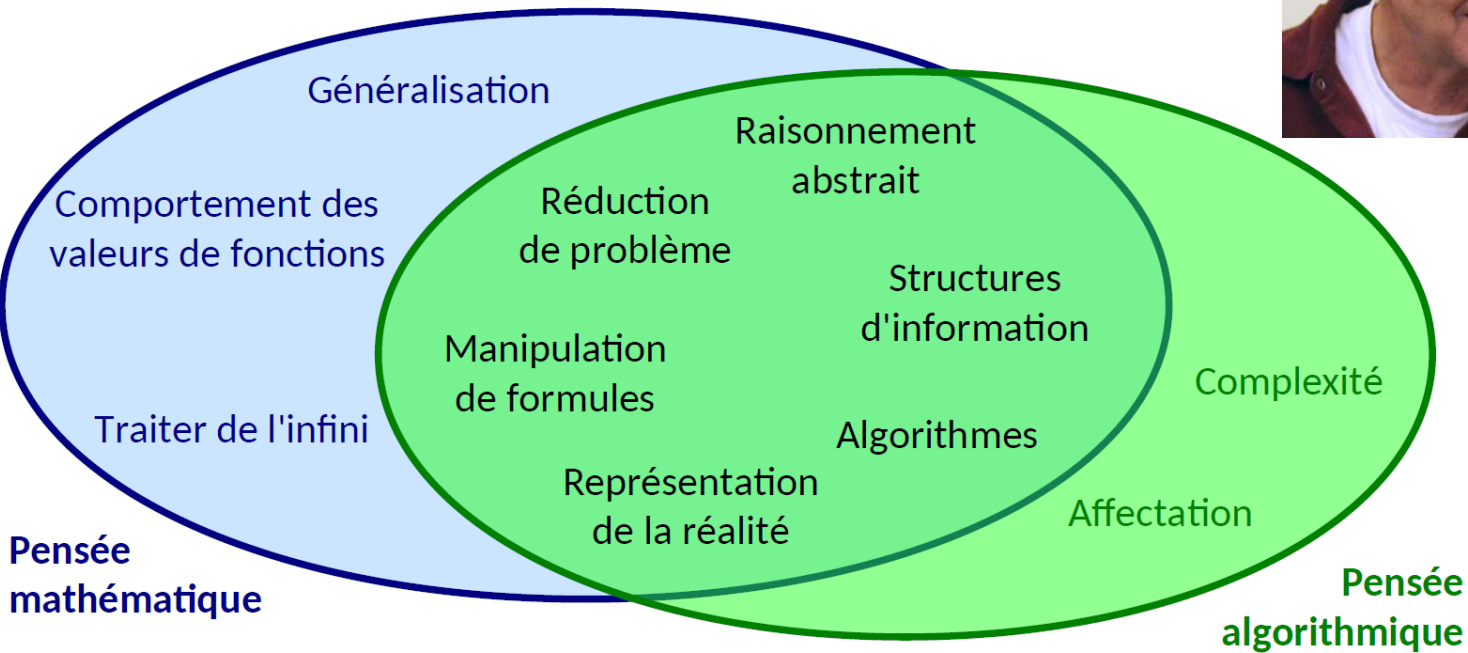 Généralisation
Raisonnement
abstrait
Comportement des
valeurs de fonctions
Réduction
de problème
Structures
d'information
Manipulation
de formules
Complexité
Traiter de l'infini
Algorithmes
Représentation
de la réalité
Affectation
Pensée
mathématique
Pensée
algorithmique